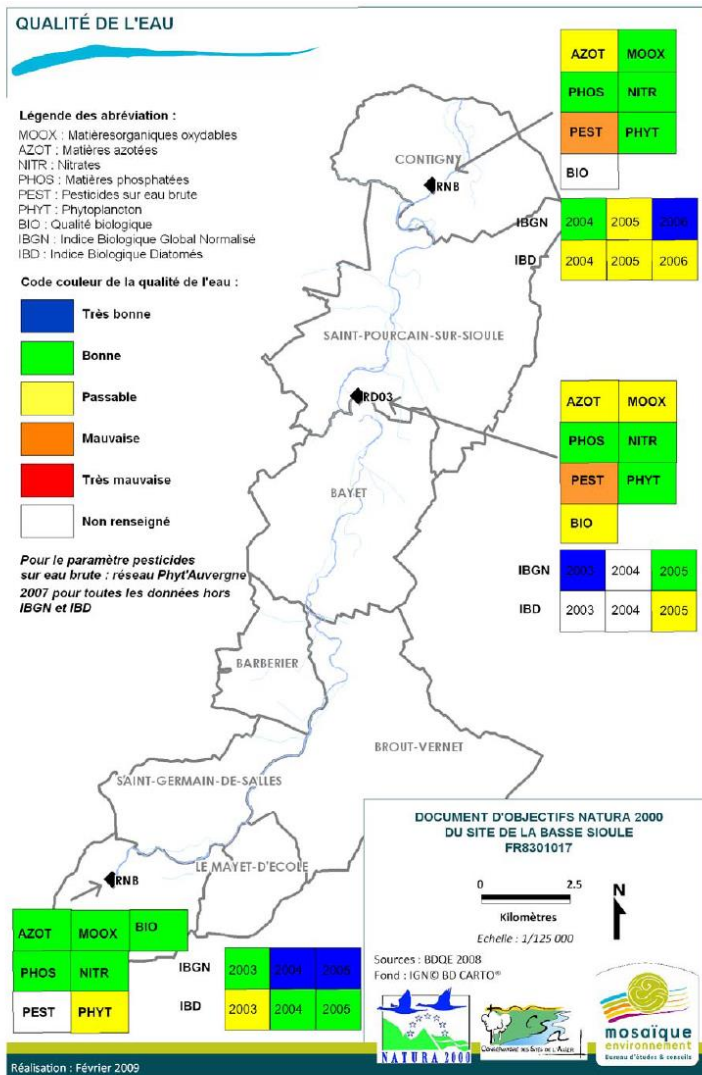 QUALITÉ DE L'EAU
Légende des abréviation :
MOOX : Matièresorganiques oxydables
AZOT : Matières azotées
NITR : Nitrates
PHOS : Matières phosphatées
PEST : Pesticides sur eau brute
PHYT : Phytoplancton
BIO : Qualité biologique
IBGN : Indice Biologique Global Normalisé
IBD : Indice Biologique Diatomés
Code couleur de la qualité de l'eau :
Très bonne
Bonne
Passable
Mauvaise
Très mauvaise
Non renseigné
Pour le paramètre pesticides
sur eau brute : réseau Phyt'Auvergne
2007 pour toutes les données hors
IBGN et IBD
AZOT MOOX
PHOS NITR
PEST PHYT
BIO
IBGN 2004 2005 2006
IBD 2004 2005 2006
CONTIGNY
RNB
SAINT-POURCAIN-SUR-SIOULE
RD03
AZOT MOOX
PHOS NITR
PEST PHYT
BIO
IBGN 2003 2004 2005
IBD 2003 2004 2005
BAYET
BARBERIER
BROUT-VERNET
SAINT-GERMAIN-DE-SALLES
LE MAYET-D'ECOLE
RNB
AZOT MOOX BIO
PHOS NITR
PEST PHYT
IBGN 2003 2004
IBD 2003 2004 2005
DOCUMENT D'OBJECTIFS NATURA 2000
DU SITE DE LA BASSE SIOULE
FR8301017
0 2.5
Kilomètres
N
Echelle : 1/125 000
Sources : BDQE 2008
Fond : IGN© BD CARTO®
NATURA 2000
CONSERVATOIRE DES SITES DE L'ALLIER
mosaïque
environnement
Bureau d'études & conseils
Réalisation : Février 2009